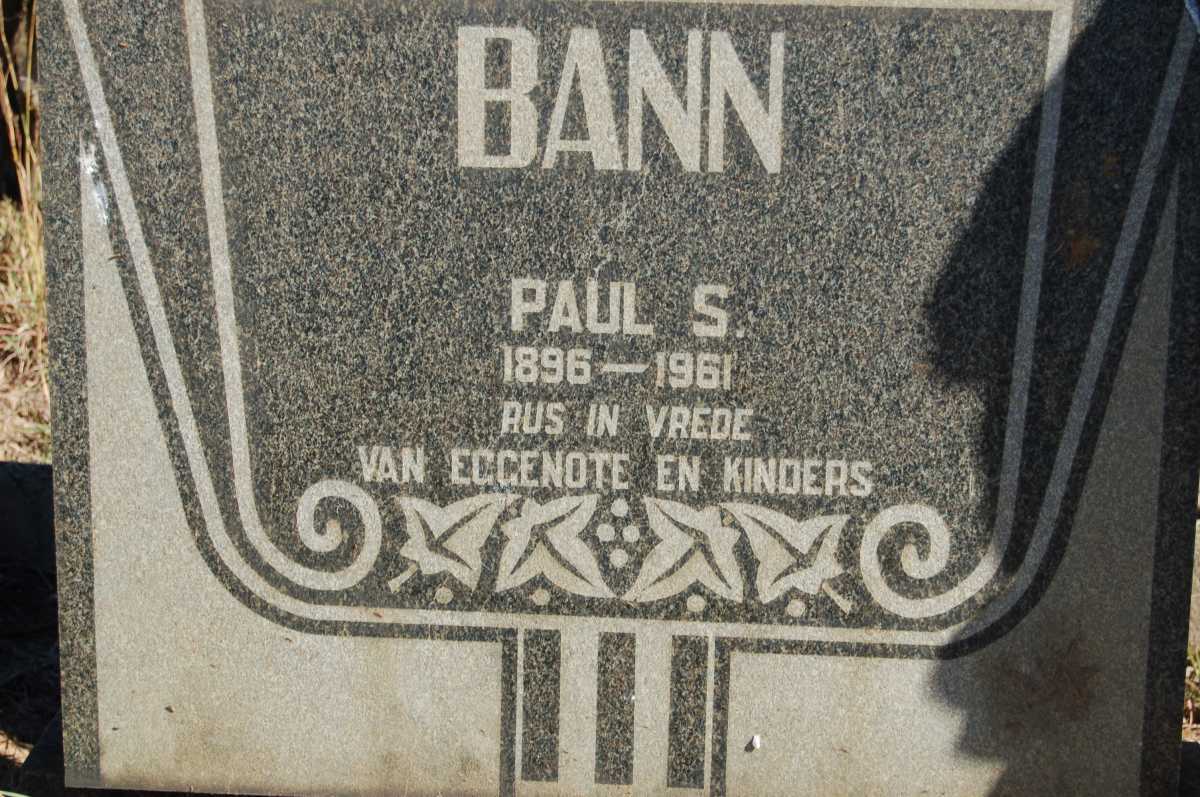 BANN
PAUL S.
1896—1961
RUS IN VREDE
VAN EGGENOTE EN KINDERS